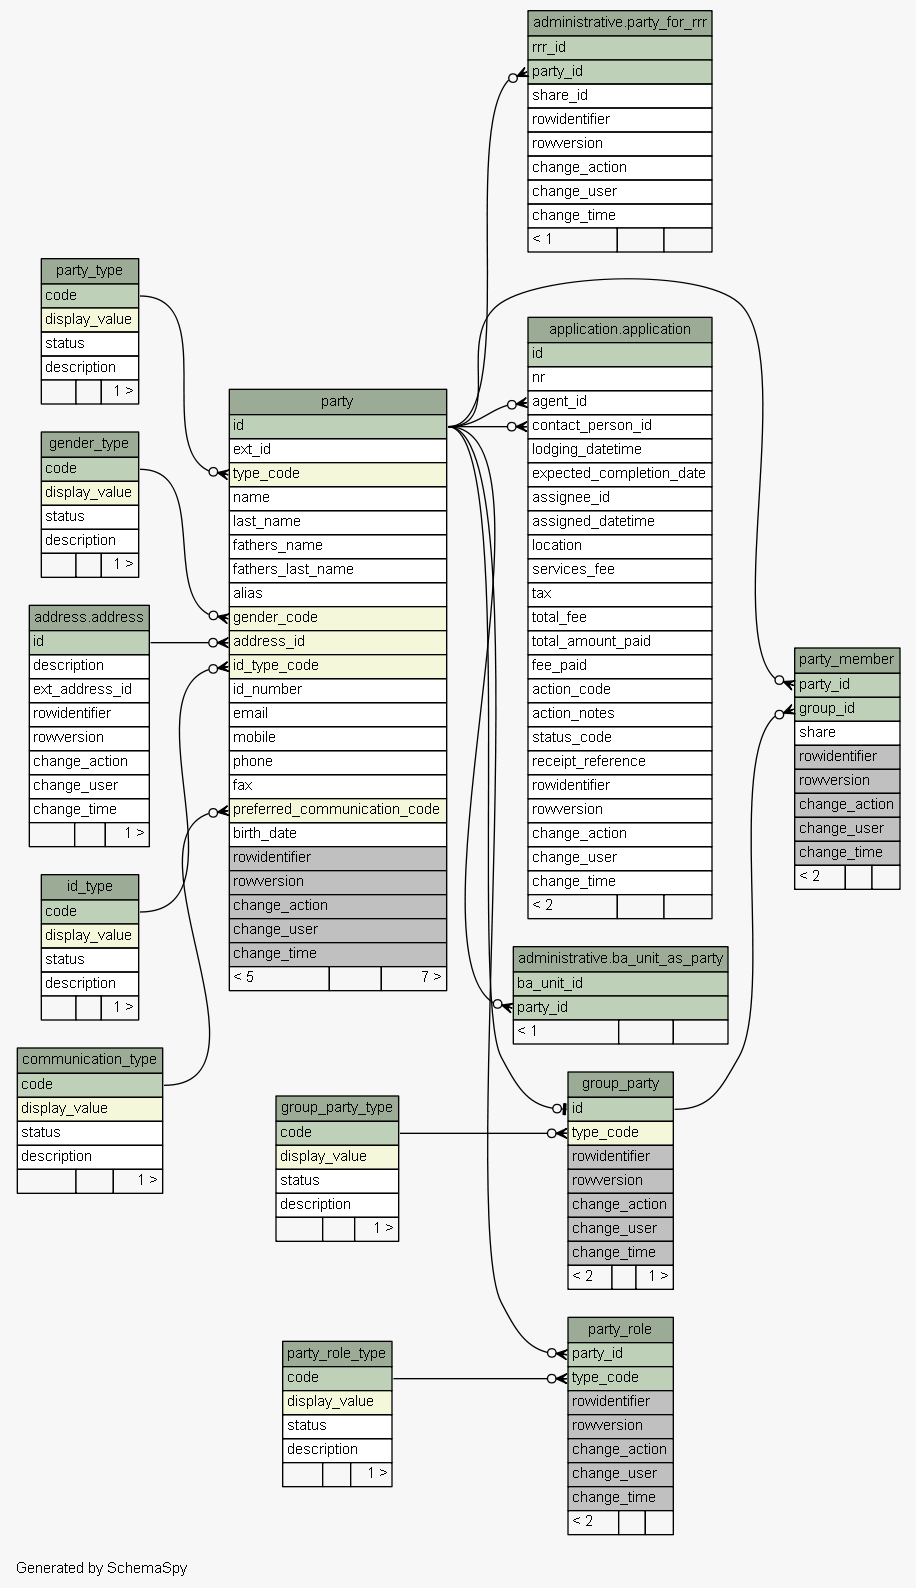 administrative.party_for_rrr
rrr_id
party_id
share_id
rowidentifier
rowversion
change_action
change_user
change_time
< 1
party_type
code
display_value
status
description
1 >
gender_type
code
display_value
status
description
1 >
address.address
id
description
ext_address_id
rowidentifier
rowversion
change_action
change_user
change_time
1 >
id_type
code
display_value
status
description
1 >
communication_type
code
display_value
status
description
1 >
party
id
ext_id
type_code
name
last_name
fathers_name
fathers_last_name
alias
gender_code
address_id
id_type_code
id_number
email
mobile
phone
fax
preferred_communication_code
birth_date
rowidentifier
rowversion
change_action
change_user
change_time
< 5 7 >
application.application
id
nr
agent_id
contact_person_id
lodging_datetime
expected_completion_date
assignee_id
assigned_datetime
location
services_fee
tax
total_fee
total_amount_paid
fee_paid
action_code
action_notes
status_code
receipt_reference
rowidentifier
rowversion
change_action
change_user
change_time
< 2
party_member
party_id
group_id
share
rowidentifier
rowversion
change_action
change_user
change_time
< 2
administrative.ba_unit_as_party
ba_unit_id
party_id
< 1
group_party_type
code
display_value
status
description
1 >
group_party
id
type_code
rowidentifier
rowversion
change_action
change_user
change_time
< 2 1 >
party_role_type
code
display_value
status
description
1 >
party_role
party_id
type_code
rowidentifier
rowversion
change_action
change_user
change_time
< 2
Generated by SchemaSpy